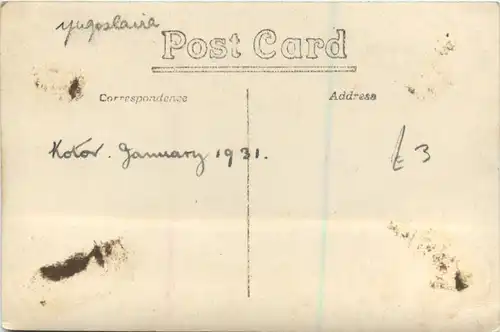 Yugoslavia
Post Card
Correspondence
Address
Kotor. January 1931.
£3